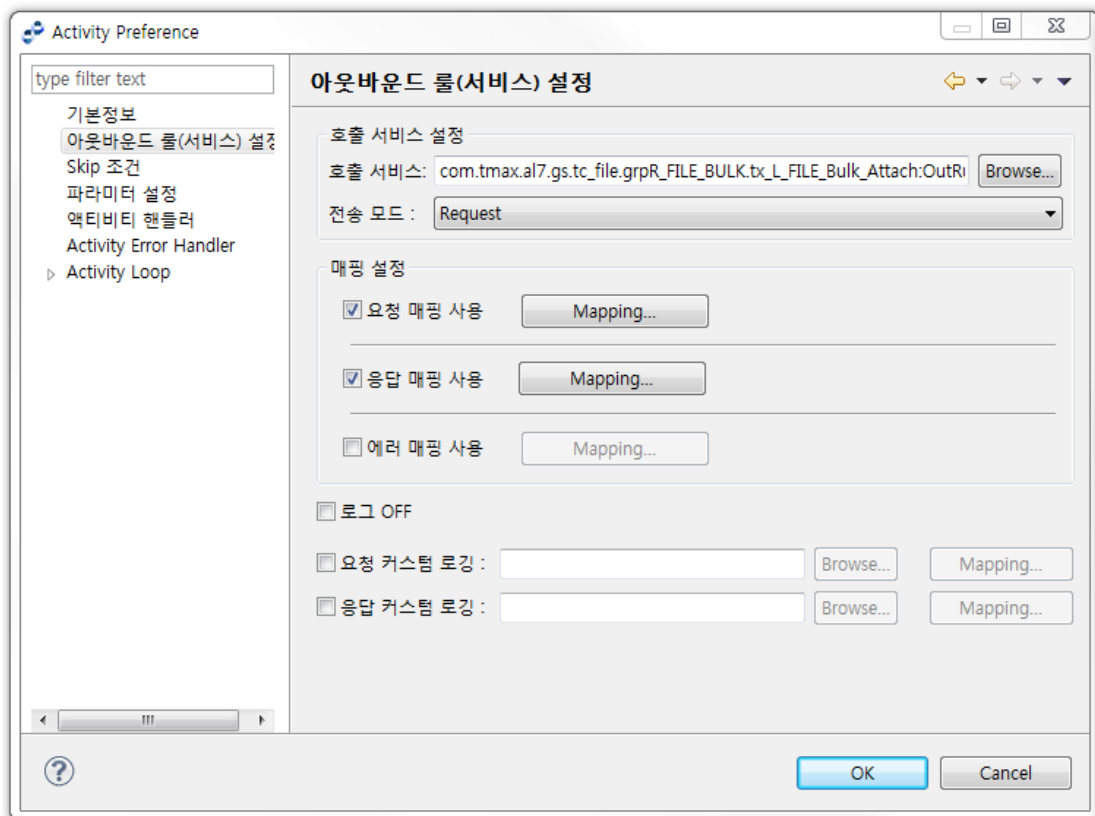 Activity Preference
type filter text
기본정보
아웃바운드 룰(서비스) 설정
Skip 조건
파라미터 설정
액티비티 핸들러
Activity Error Handler
Activity Loop
아웃바운드 룰(서비스) 설정
호출 서비스 설정
호출 서비스: com.tmax.al7.gs.tc_file.grpR_FILE_BULK.tx_L_FILE_Bulk_Attach:OutRu Browse...
전송 모드 : Request
매핑 설정
요청 매핑 사용 Mapping...
응답 매핑 사용 Mapping...
에러 매핑 사용 Mapping...
로그 OFF
요청 커스텀 로깅 : Browse... Mapping...
응답 커스텀 로깅 : Browse... Mapping...
? OK Cancel